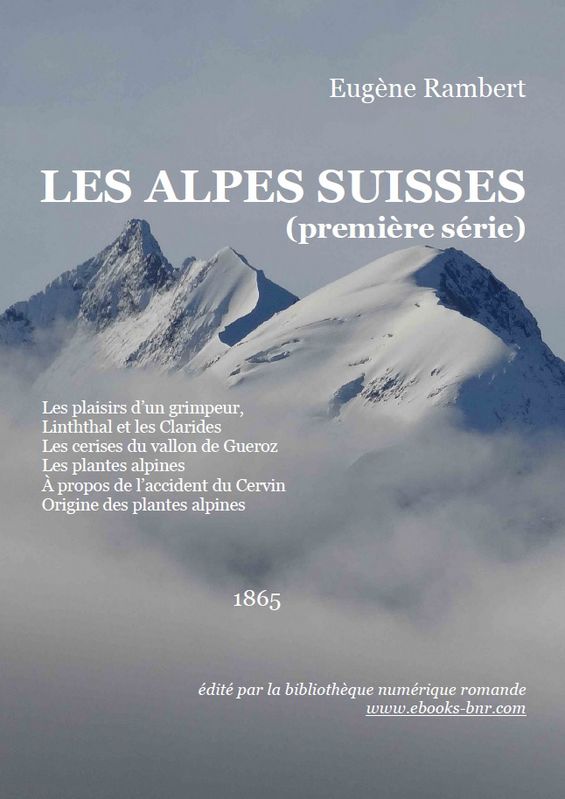 Eugène Rambert
LES ALPES SUISSES
(première série)
Les plaisirs d’un grimpeur,
Linththal et les Clarides
Les cerises du vallon de Gueroz
Les plantes alpines
À propos de l’accident du Cervin
Origine des plantes alpines
1865
édité par la bibliothèque numérique romande
www.ebooks-bnr.com